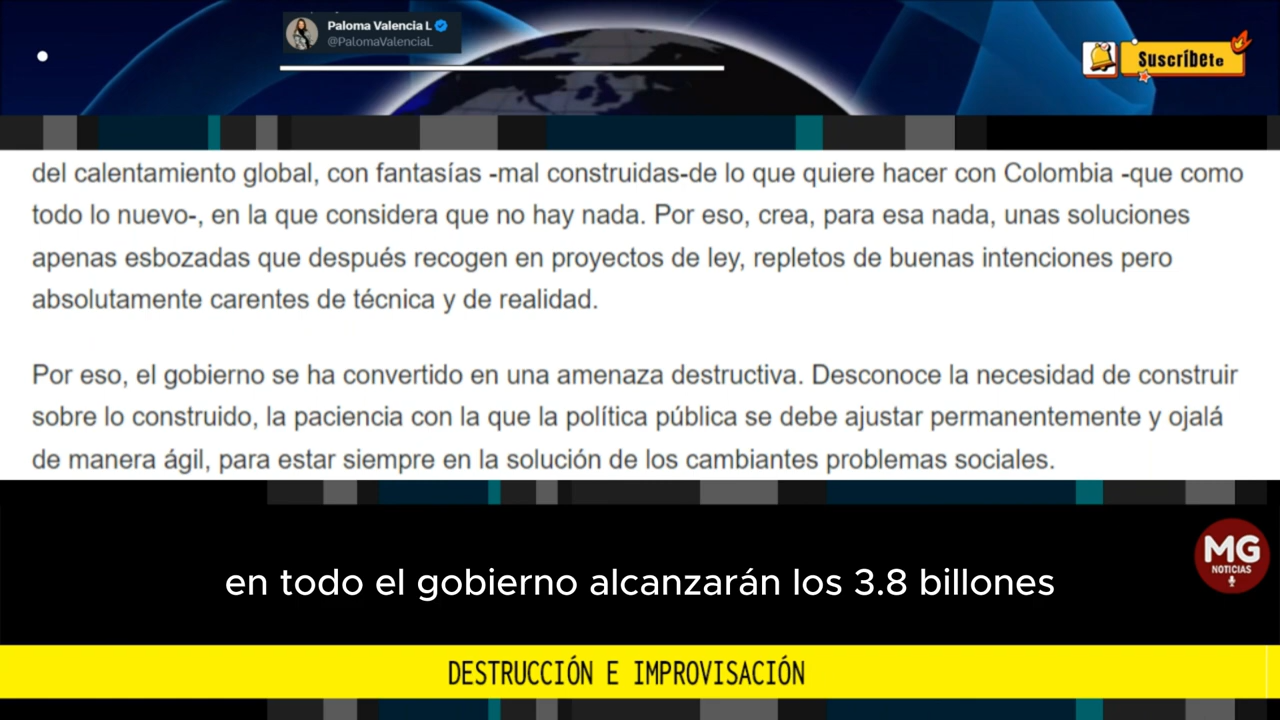 Paloma Valencia L
@PalomaValenciaL
Suscríbete
del calentamiento global, con fantasías -mal construidas-de lo que quiere hacer con Colombia -que como
todo lo nuevo-, en la que considera que no hay nada. Por eso, crea, para esa nada, unas soluciones
apenas esbozadas que después recogen en proyectos de ley, repletos de buenas intenciones pero
absolutamente carentes de técnica y de realidad.
Por eso, el gobierno se ha convertido en una amenaza destructiva. Desconoce la necesidad de construir
sobre lo construido, la paciencia con la que la política pública se debe ajustar permanentemente y ojalá
de manera ágil, para estar siempre en la solución de los cambiantes problemas sociales.
MG
NOTICIAS
en todo el gobierno alcanzarán los 3.8 billones
DESTRUCCIÓN E IMPROVISACIÓN